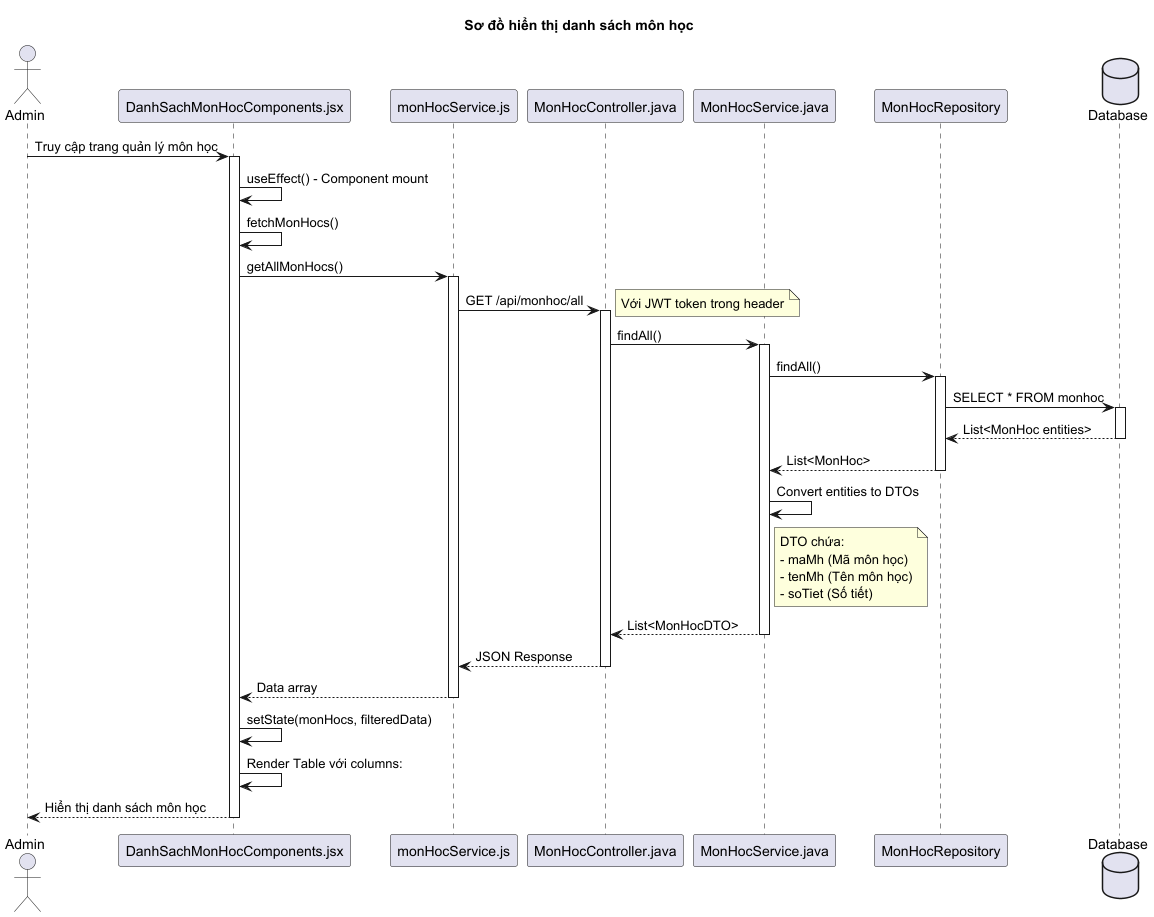 Sơ đồ hiển thị danh sách môn học
Admin
DanhSachMonHocComponents.jsx
monHocService.js
MonHocController.java
MonHocService.java
MonHocRepository
Database
Truy cập trang quản lý môn học
useEffect() - Component mount
fetchMonHocs()
getAllMonHocs()
GET /api/monhoc/all
Với JWT token trong header
findAll()
findAll()
SELECT * FROM monhoc
List<MonHoc entities>
List<MonHoc>
Convert entities to DTOs
DTO chứa:
- maMh (Mã môn học)
- tenMh (Tên môn học)
- soTiet (Số tiết)
List<MonHocDTO>
JSON Response
Data array
setState(monHocs, filteredData)
Render Table với columns:
Hiển thị danh sách môn học
Admin
DanhSachMonHocComponents.jsx
monHocService.js
MonHocController.java
MonHocService.java
MonHocRepository
Database